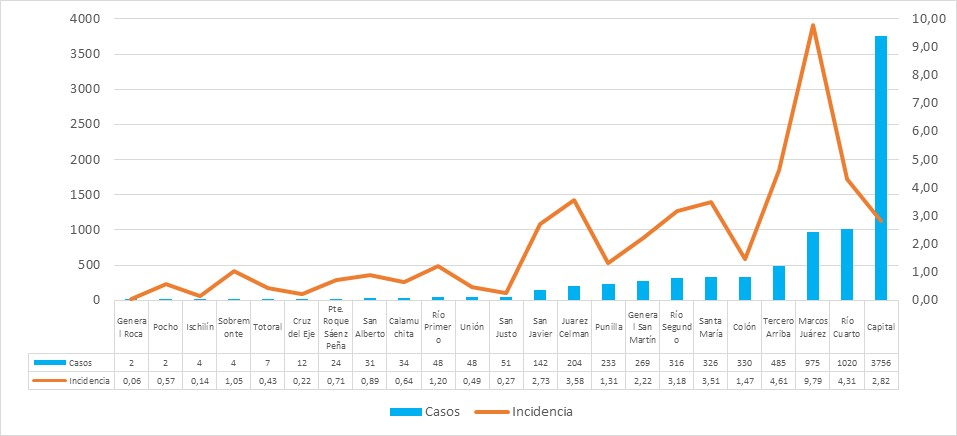 4000
3500
3000
2500
2000
1500
1000
500
0
10,00
9,00
8,00
7,00
6,00
5,00
4,00
3,00
2,00
1,00
0,00
Genera
l Roca
Pocho
Ischilín
Sobrem
onte
Totoral
Cruz
del Eje
Pte.
Roque
Sáenz
Peña
San
Alberto
Calamu
chita
Río
Primer
o
Unión
San
Justo
San
Javier
Juarez
Celman
Punilla
Genera
l San
Martín
Río
Segund
o
Santa
María
Colón
Tercero
Arriba
Marcos
Juárez
Río
Cuarto
Capital
Casos 2 2 4 4 7 12 24 31 34 48 48 51 142 204 233 269 316 326 330 485 975 1020 3756
Incidencia 0,06 0,57 0,14 1,05 0,43 0,22 0,71 0,89 0,64 1,20 0,49 0,27 2,73 3,58 1,31 2,22 3,18 3,51 1,47 4,61 9,79 4,31 2,82
Casos Incidencia